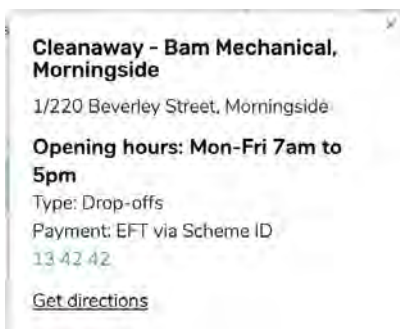 Cleanaway - Bam Mechanical,
Morningside
1/220 Beverley Street, Morningside
Opening hours: Mon-Fri 7am to
5pm
Type: Drop-offs
Payment: EFT via Scheme ID
13 42 42
Get directions